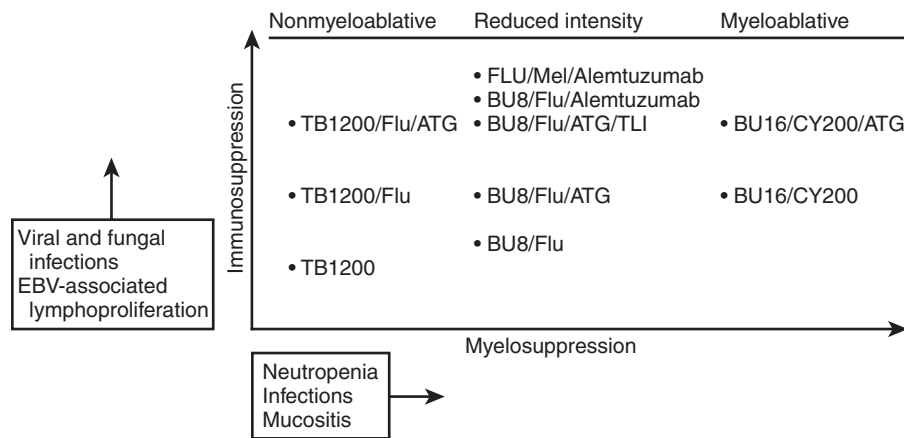 Nonmyeloablative Reduced intensity Myeloablative
• FLU/Mel/Alemtuzumab
• BU8/Flu/Alemtuzumab
• TB1200/Flu/ATG • BU8/Flu/ATG/TLI • BU16/CY200/ATG
• TB1200/Flu • BU8/Flu/ATG • BU16/CY200
• BU8/Flu
• TB1200
Immunosuppression
Viral and fungal
infections
EBV-associated
lymphoproliferation
Myelosuppression
Neutropenia
Infections
Mucositis